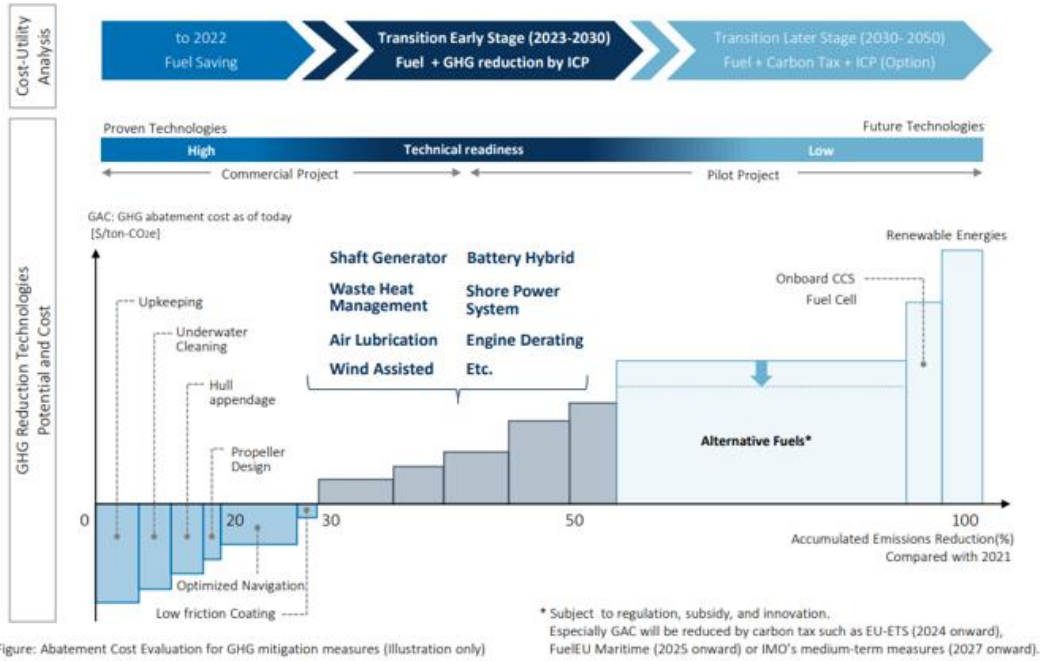 Cost-Utility
Analysis
to 2022
Fuel Saving
Transition Early Stage (2023-2030)
Fuel + GHG reduction by ICP
Transition Later Stage (2030- 2050)
Fuel + Carbon Tax + ICP (Option)
GHG Reduction Technologies
Potential and Cost
Proven Technologies
Future Technologies
High
Technical readiness
Low
Commercial Project
Pilot Project
GAC: GHG abatement cost as of today
[$/ton-CO2e]
Renewable Energies
Shaft Generator
Battery Hybrid
Waste Heat
Management
Shore Power
System
Air Lubrication
Engine Derating
Wind Assisted
Etc.
Onboard CCS
Fuel Cell
Upkeeping
Underwater
Cleaning
Hull
appendage
Propeller
Design
Alternative Fuels*
0
20
30
50
100
Accumulated Emissions Reduction(%)
Compared with 2021
Optimized Navigation
Low friction Coating
* Subject to regulation, subsidy, and innovation.
Especially GAC will be reduced by carbon tax such as EU-ETS (2024 onward),
FuelEU Maritime (2025 onward) or IMO's medium-term measures (2027 onward).
Figure: Abatement Cost Evaluation for GHG mitigation measures (Illustration only)